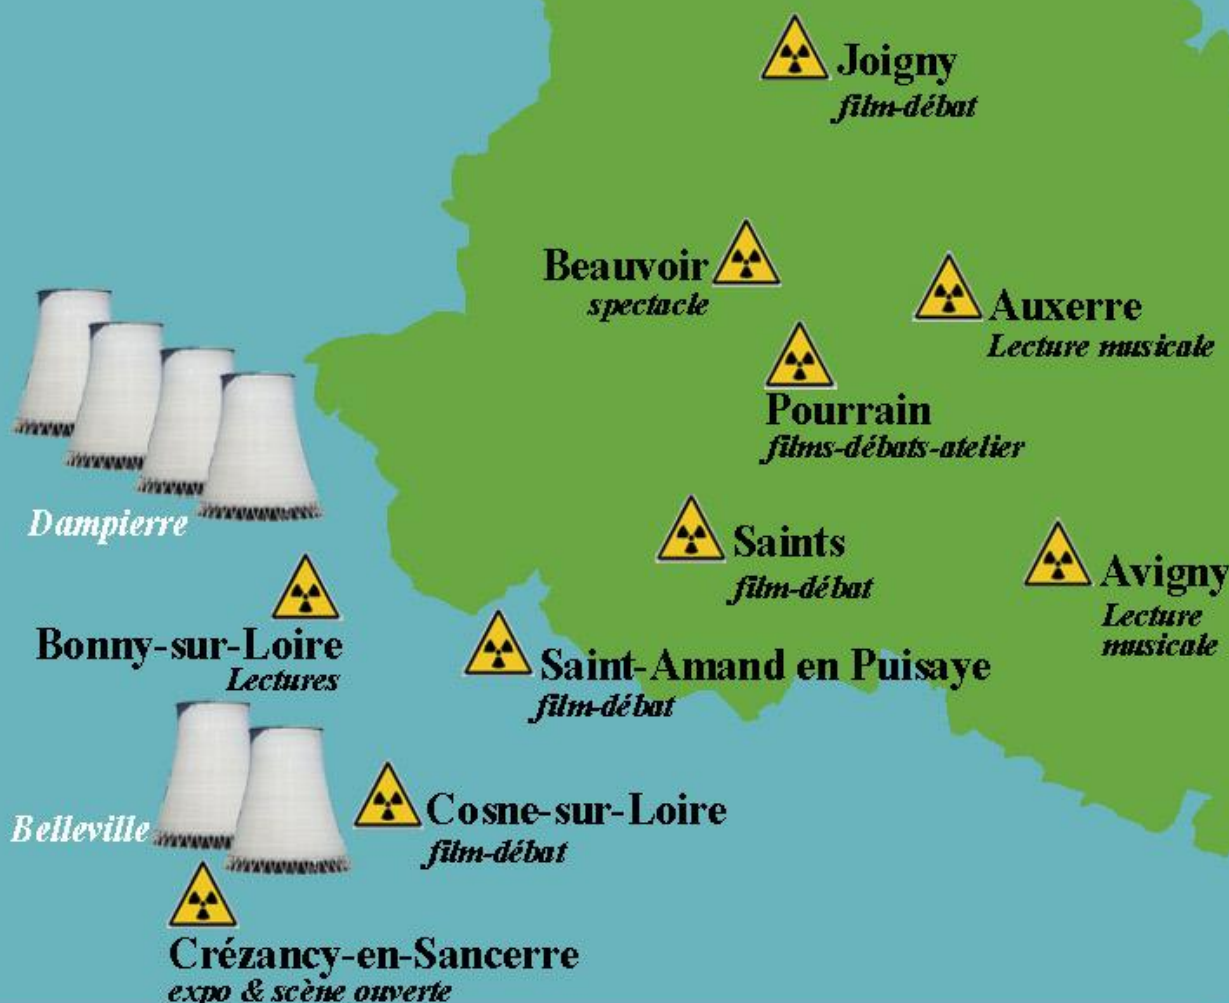 Joigny
film-débat
Beauvoir
spectacle
Auxerre
Lecture musicale
Pourrain
films-débats-atelier
Dampierre
Saints
film-débat
Avigny
Lecture
musicale
Bonny-sur-Loire
Lectures
Saint-Amand en Puisaye
film-débat
Belleville
Cosne-sur-Loire
film-débat
Crézancy-en-Sancerre
expo & scène ouverte